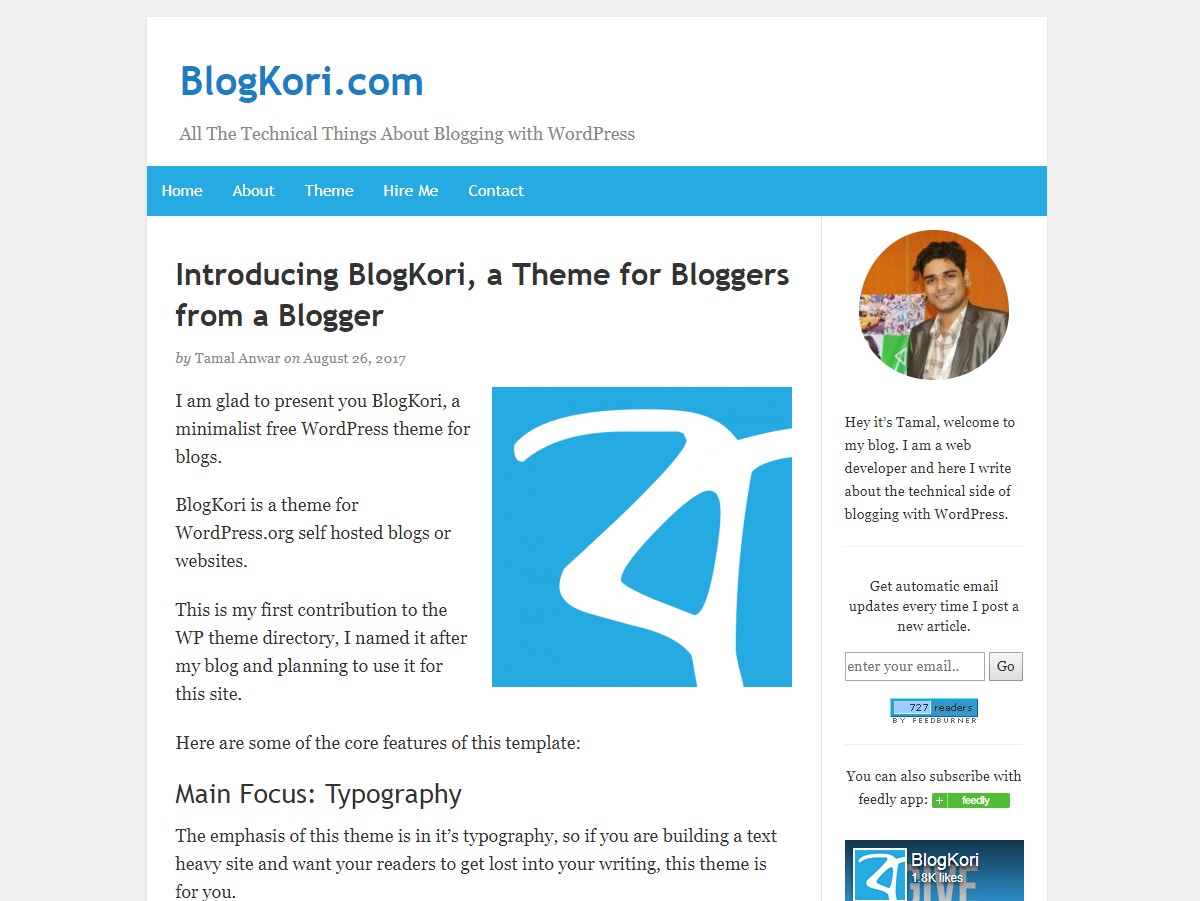 BlogKori.com
All The Technical Things About Blogging with WordPress
Home About Theme Hire Me Contact
Introducing BlogKori, a Theme for Bloggers
from a Blogger
by Tamal Anwar on August 26, 2017
I am glad to present you BlogKori, a
minimalist free WordPress theme for
blogs.
BlogKori is a theme for
WordPress.org self hosted blogs or
websites.
This is my first contribution to the
WP theme directory, I named it after
my blog and planning to use it for
this site.
ব
Here are some of the core features of this template:
Main Focus: Typography
The emphasis of this theme is in it’s typography, so if you are building a text
heavy site and want your readers to get lost into your writing, this theme is
for you.
Hey it’s Tamal, welcome to
my blog. I am a web
developer and here I write
about the technical side of
blogging with WordPress.
Get automatic email
updates every time I post a
new article.
enter your email.. Go
727 readers
BY FEEDBURNER
You can also subscribe with
feedly app: + feedly
ব
BlogKori
1.8K likes
GIVE